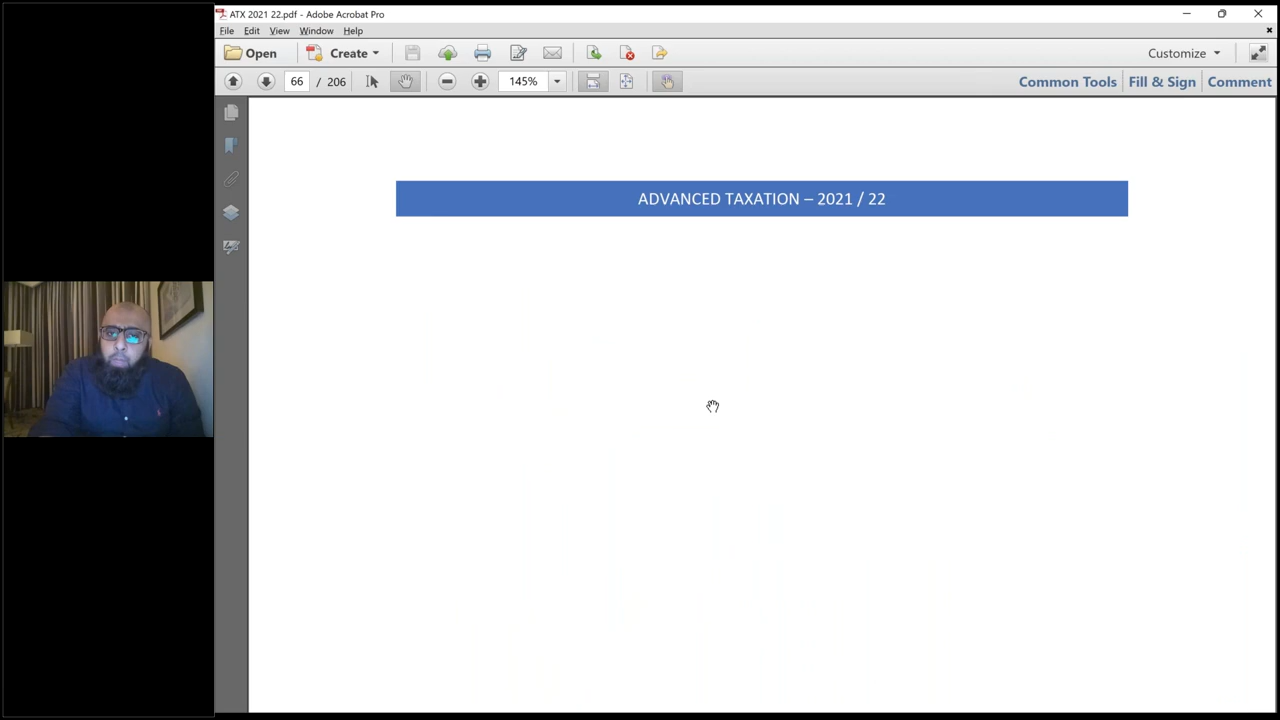 ATX 2021 22.pdf - Adobe Acrobat Pro
File Edit View Window Help
Open Create Customize
66 / 206 145% Common Tools Fill & Sign Comment
ADVANCED TAXATION – 2021 / 22